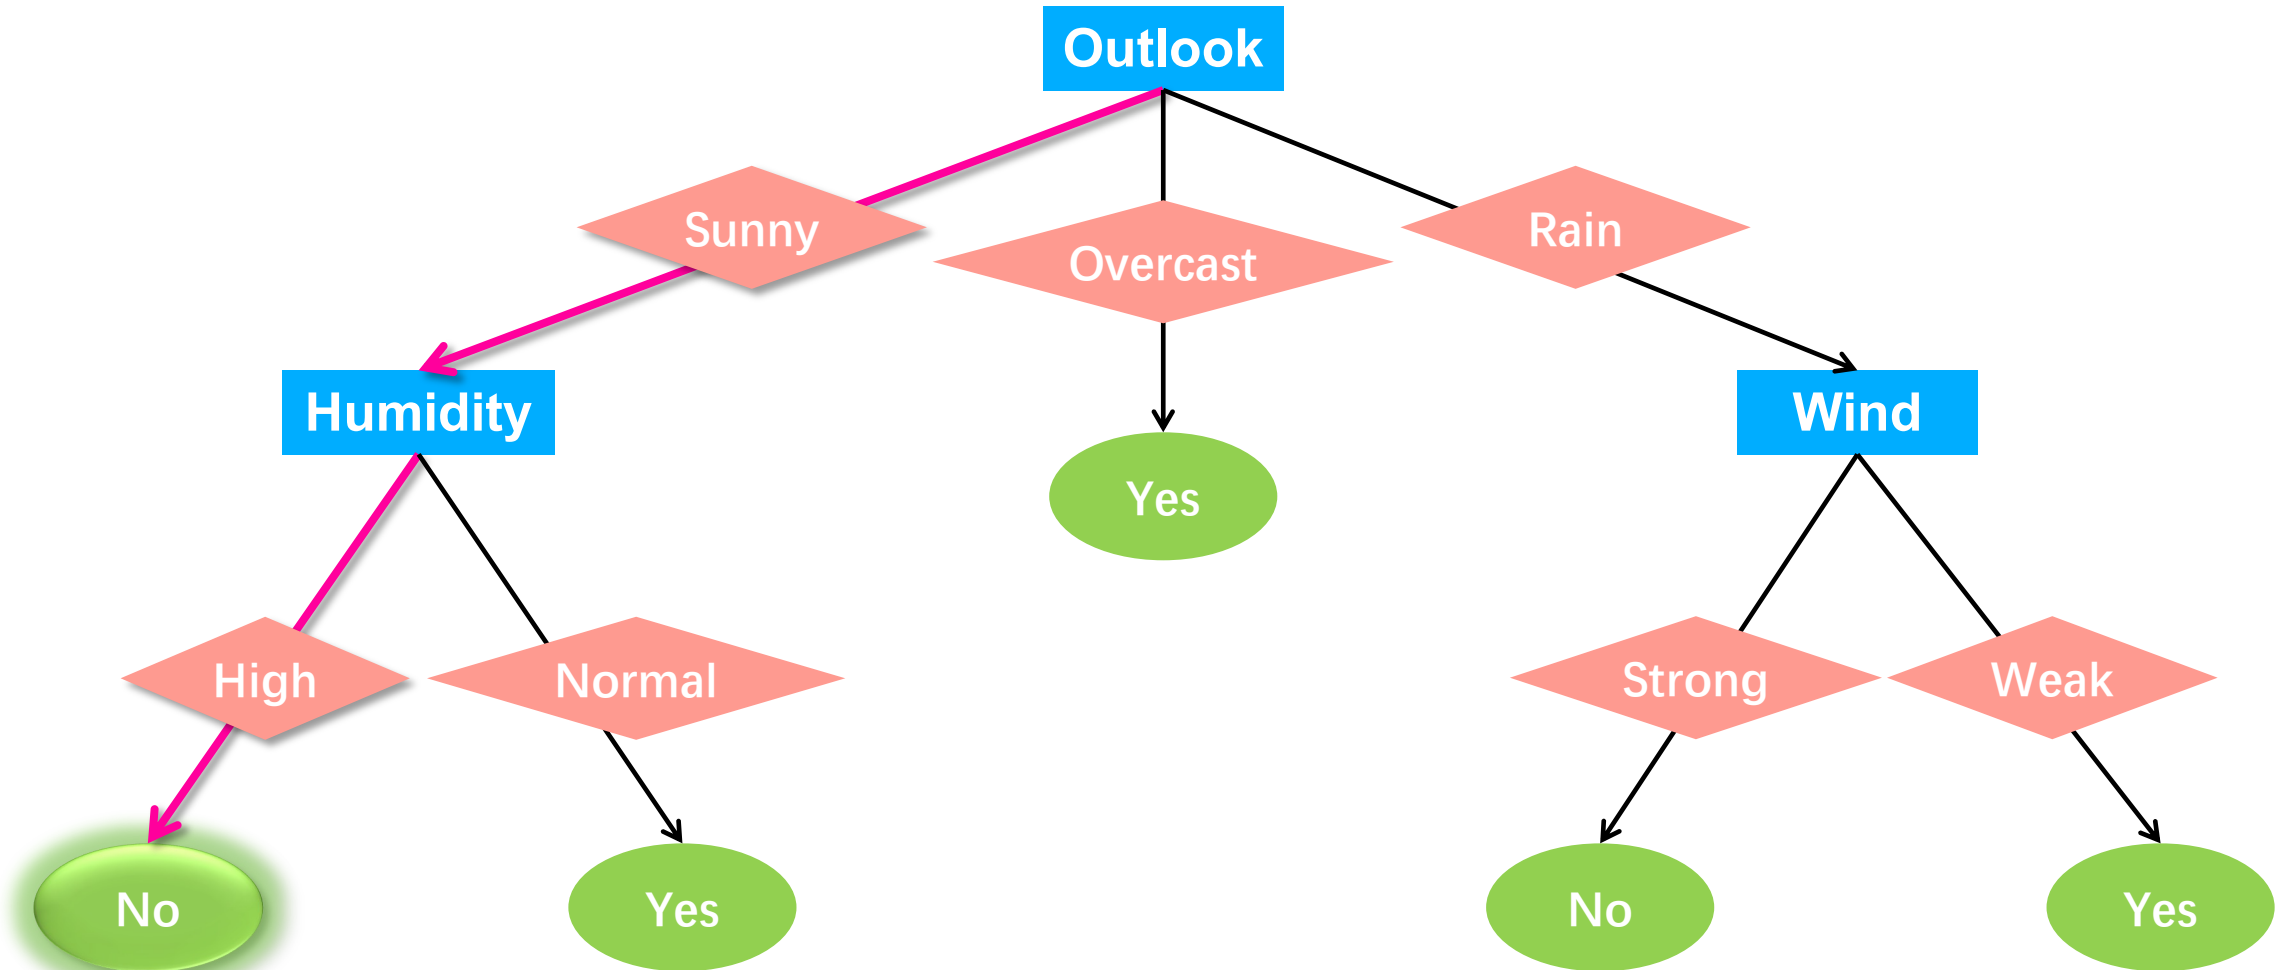 Outlook
Sunny
Overcast
Rain
Humidity
Yes
Wind
High
Normal
Strong
Weak
No
Yes
No
Yes